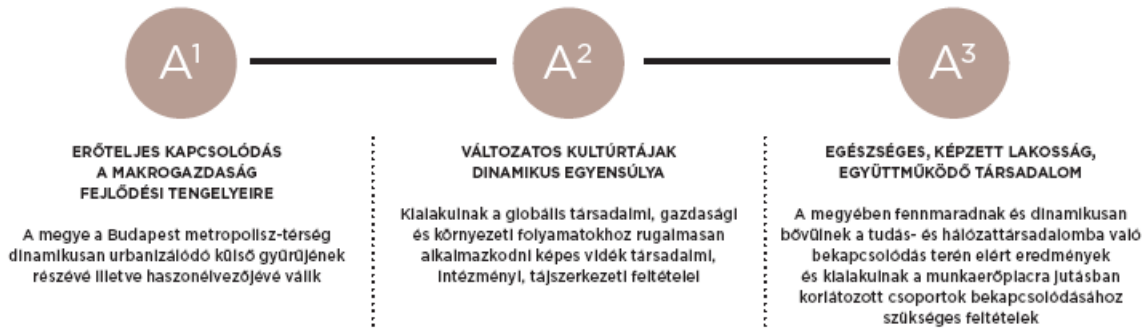 A¹
ERŐTELJES KAPCSOLÓDÁS
A MAKROGAZDASÁG
FEJLŐDÉSI TENGELYEIRE
A megye a Budapest metropolisz-térség
dinamikusan urbanizálódó külső gyűrűjének
részévé illetve haszonélvezőjévé válik
A²
VÁLTOZATOS KULTÚRTÁJAK
DINAMIKUS EGYENSÚLYA
Kialakulnak a globális társadalmi, gazdasági
és környezeti folyamatokhoz rugalmasan
alkalmazkodni képes vidék társadalmi,
intézményi, tájszerkezeti feltételei
A³
EGÉSZSÉGES, KÉPZETT LAKOSSÁG,
EGYÜTTMŰKÖDŐ TÁRSADALOM
A megyében fennmaradnak és dinamikusan
bővülnek a tudás- és hálózattársadalomba való
bekapcsolódás terén elért eredmények
és kialakulnak a munkaerőpiacra jutásban
korlátozott csoportok bekapcsolódásához
szükséges feltételek